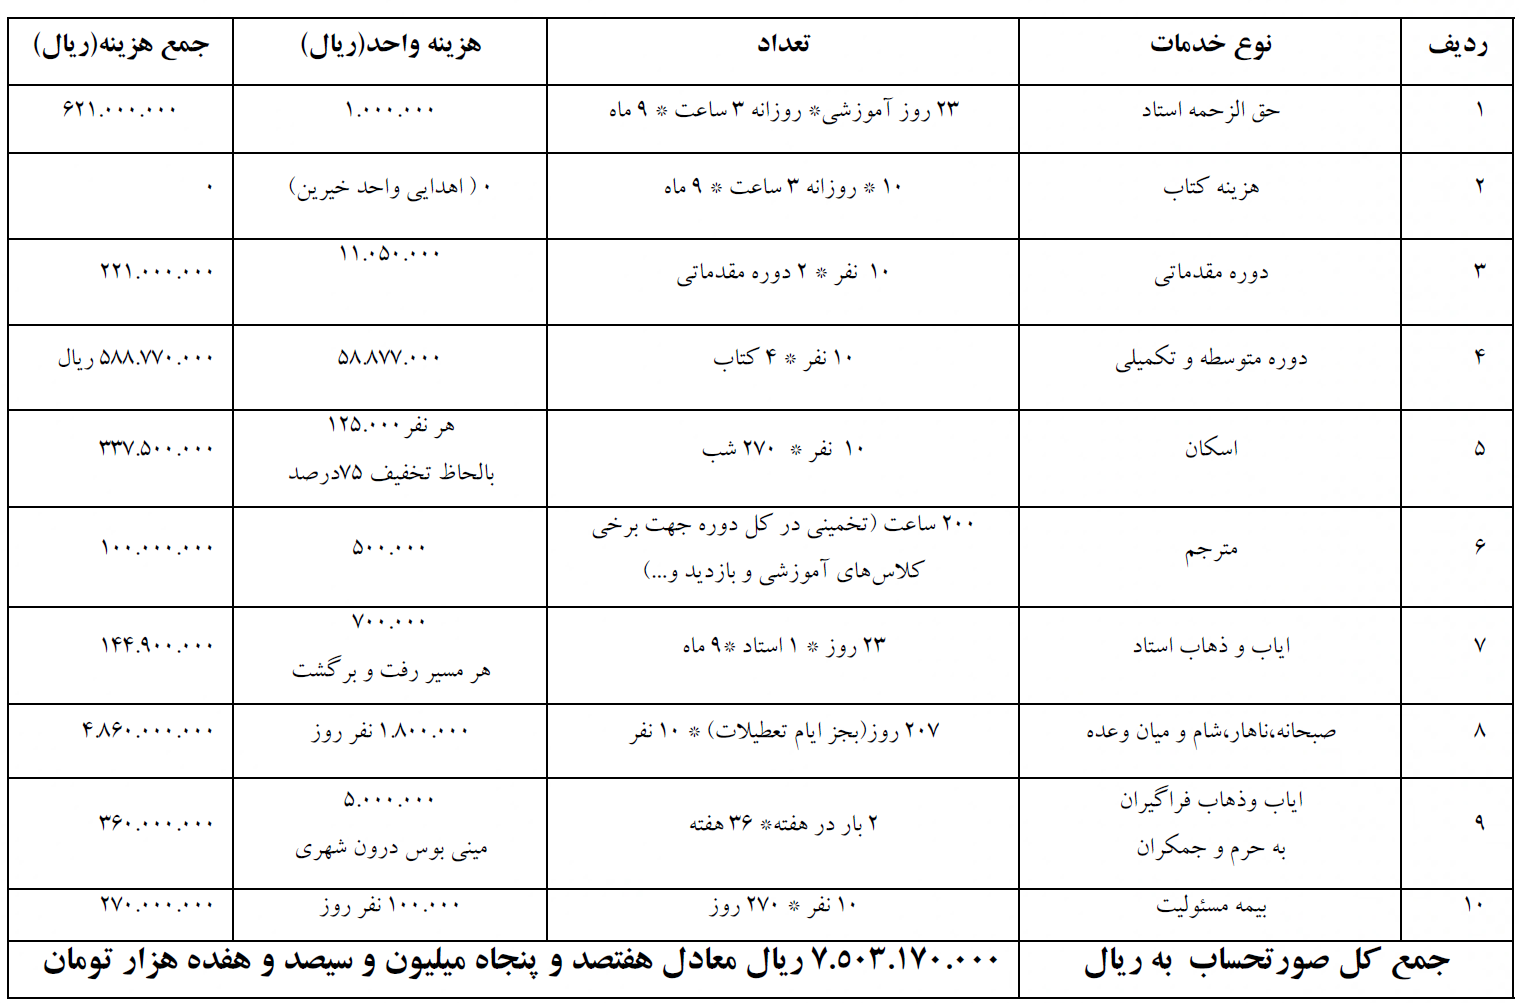 ردیف نوع خدمات تعداد هزینه واحد(ریال) جمع هزینه(ریال)
۱ حق الزحمه استاد ۲۳ روز آموزشی* روزانه ۳ ساعت * ۹ ماه ۱.۰۰۰.۰۰۰ ۶۲۱.۰۰۰.۰۰۰
۲ هزینه کتاب ۱۰ * روزانه ۳ ساعت * ۹ ماه ۰ ( اهدایی واحد خیرین) ۰
۳ دوره مقدماتی ۱۰ نفر * ۲ دوره مقدماتی ۱۱.۰۵۰.۰۰۰ ۲۲۱.۰۰۰.۰۰۰
۴ دوره متوسطه و تکمیلی ۱۰ نفر * ۴ کتاب ۵۸.۸۷۷.۰۰۰ ۵۸۸.۷۷۰.۰۰۰ ریال
۵ اسکان ۱۰ نفر * ۲۷۰ شب هر نفر ۱۲۵.۰۰۰
بالحاظ تخفیف ۷۵درصد ۳۳۷.۵۰۰.۰۰۰
۶ مترجم ۲۰۰ ساعت (تخمینی در کل دوره جهت برخی
کلاس‌های آموزشی و بازدید و...) ۵۰۰.۰۰۰ ۱۰۰.۰۰۰.۰۰۰
۷ ایاب و ذهاب استاد ۲۳ روز * ۱ استاد *۹ ماه ۷۰۰.۰۰۰
هر مسیر رفت و برگشت ۱۴۴.۹۰۰.۰۰۰
۸ صبحانه،ناهار،شام و میان وعده ۲۰۷ روز(بجز ایام تعطیلات) * ۱۰ نفر ۱.۸۰۰.۰۰۰ نفر روز ۴.۸۶۰.۰۰۰.۰۰۰
۹ ایاب وذهاب فراگیران
به حرم و جمکران ۲ بار در هفته* ۳۶ هفته ۵.۰۰۰.۰۰۰
مینی بوس درون شهری ۳۶۰.۰۰۰.۰۰۰
۱۰ بیمه مسئولیت ۱۰ نفر * ۲۷۰ روز ۱۰۰.۰۰۰ نفر روز ۲۷۰.۰۰۰.۰۰۰
جمع کل صورتحساب به ریال ۷.۵۰۳.۱۷۰.۰۰۰ ریال معادل هفتصد و پنجاه میلیون و سیصد و هفده هزار تومان